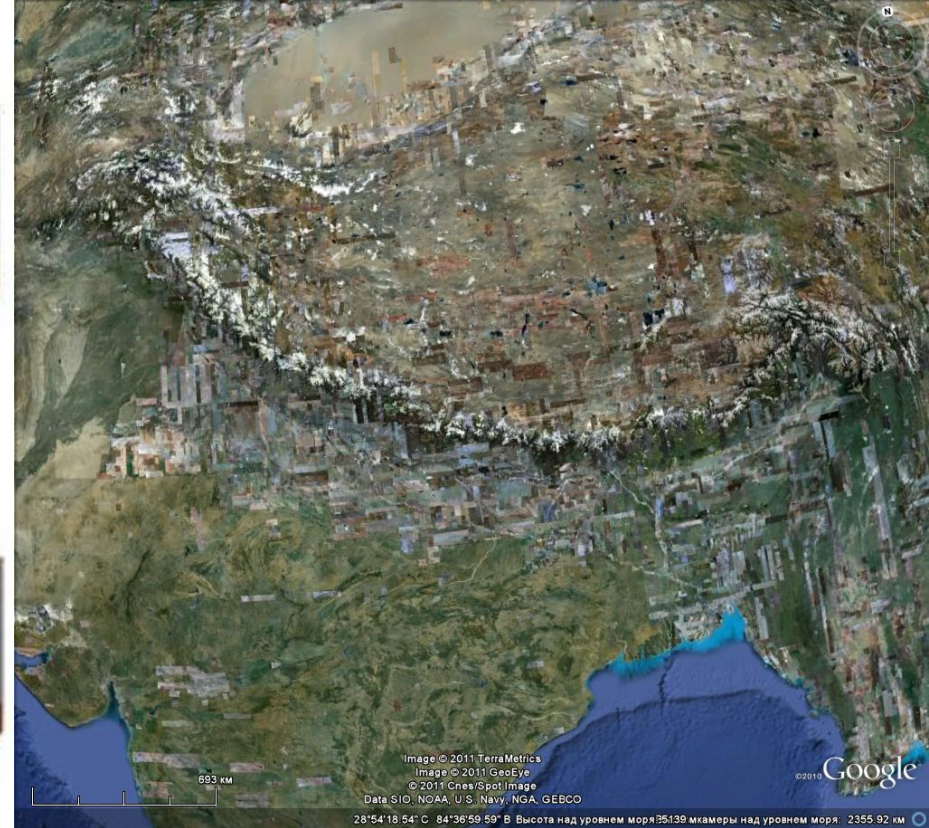 N
693 км
Image © 2011 TerraMetrics
Image © 2011 GeoEye
© 2011 Cnes/Spot Image
Data SIO, NOAA, U.S. Navy, NGA, GEBCO
©2010 Google
28°54'18.54" С 84°36'59.59" В Высота над уровнем моря: 5139 м камеры над уровнем моря: 2355.92 км